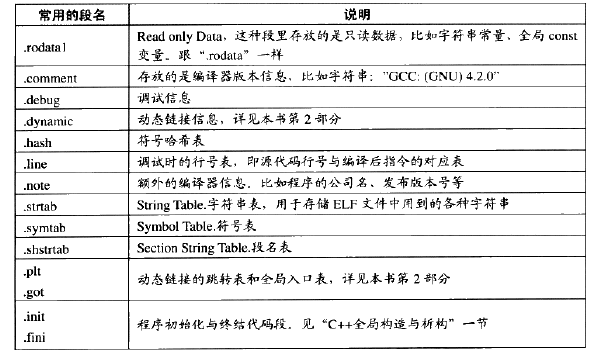 常用的段名 说明
.rodata1 Read only Data，这种段里存放的是只读数据，比如字符串常量、全局 const
变量。跟“.rodata”一样
.comment 存放的是编译器版本信息，比如字符串：”GCC: (GNU) 4.2.0”
.debug 调试信息
.dynamic 动态链接信息，详见本书第 2 部分
.hash 符号哈希表
.line 调试时的行号表，即源代码行号与编译后指令的对应表
.note 额外的编译器信息。比如程序的公司名、发布版本号等
.strtab String Table.字符串表，用于存储 ELF 文件中用到的各种字符串
.symtab Symbol Table.符号表
.shstrtab Section String Table.段名表
.plt
.got
动态链接的跳转表和全局入口表，详见本书第 2 部分
.init
.fini
程序初始化与终结代码段。见“C++全局构造与析构”一节